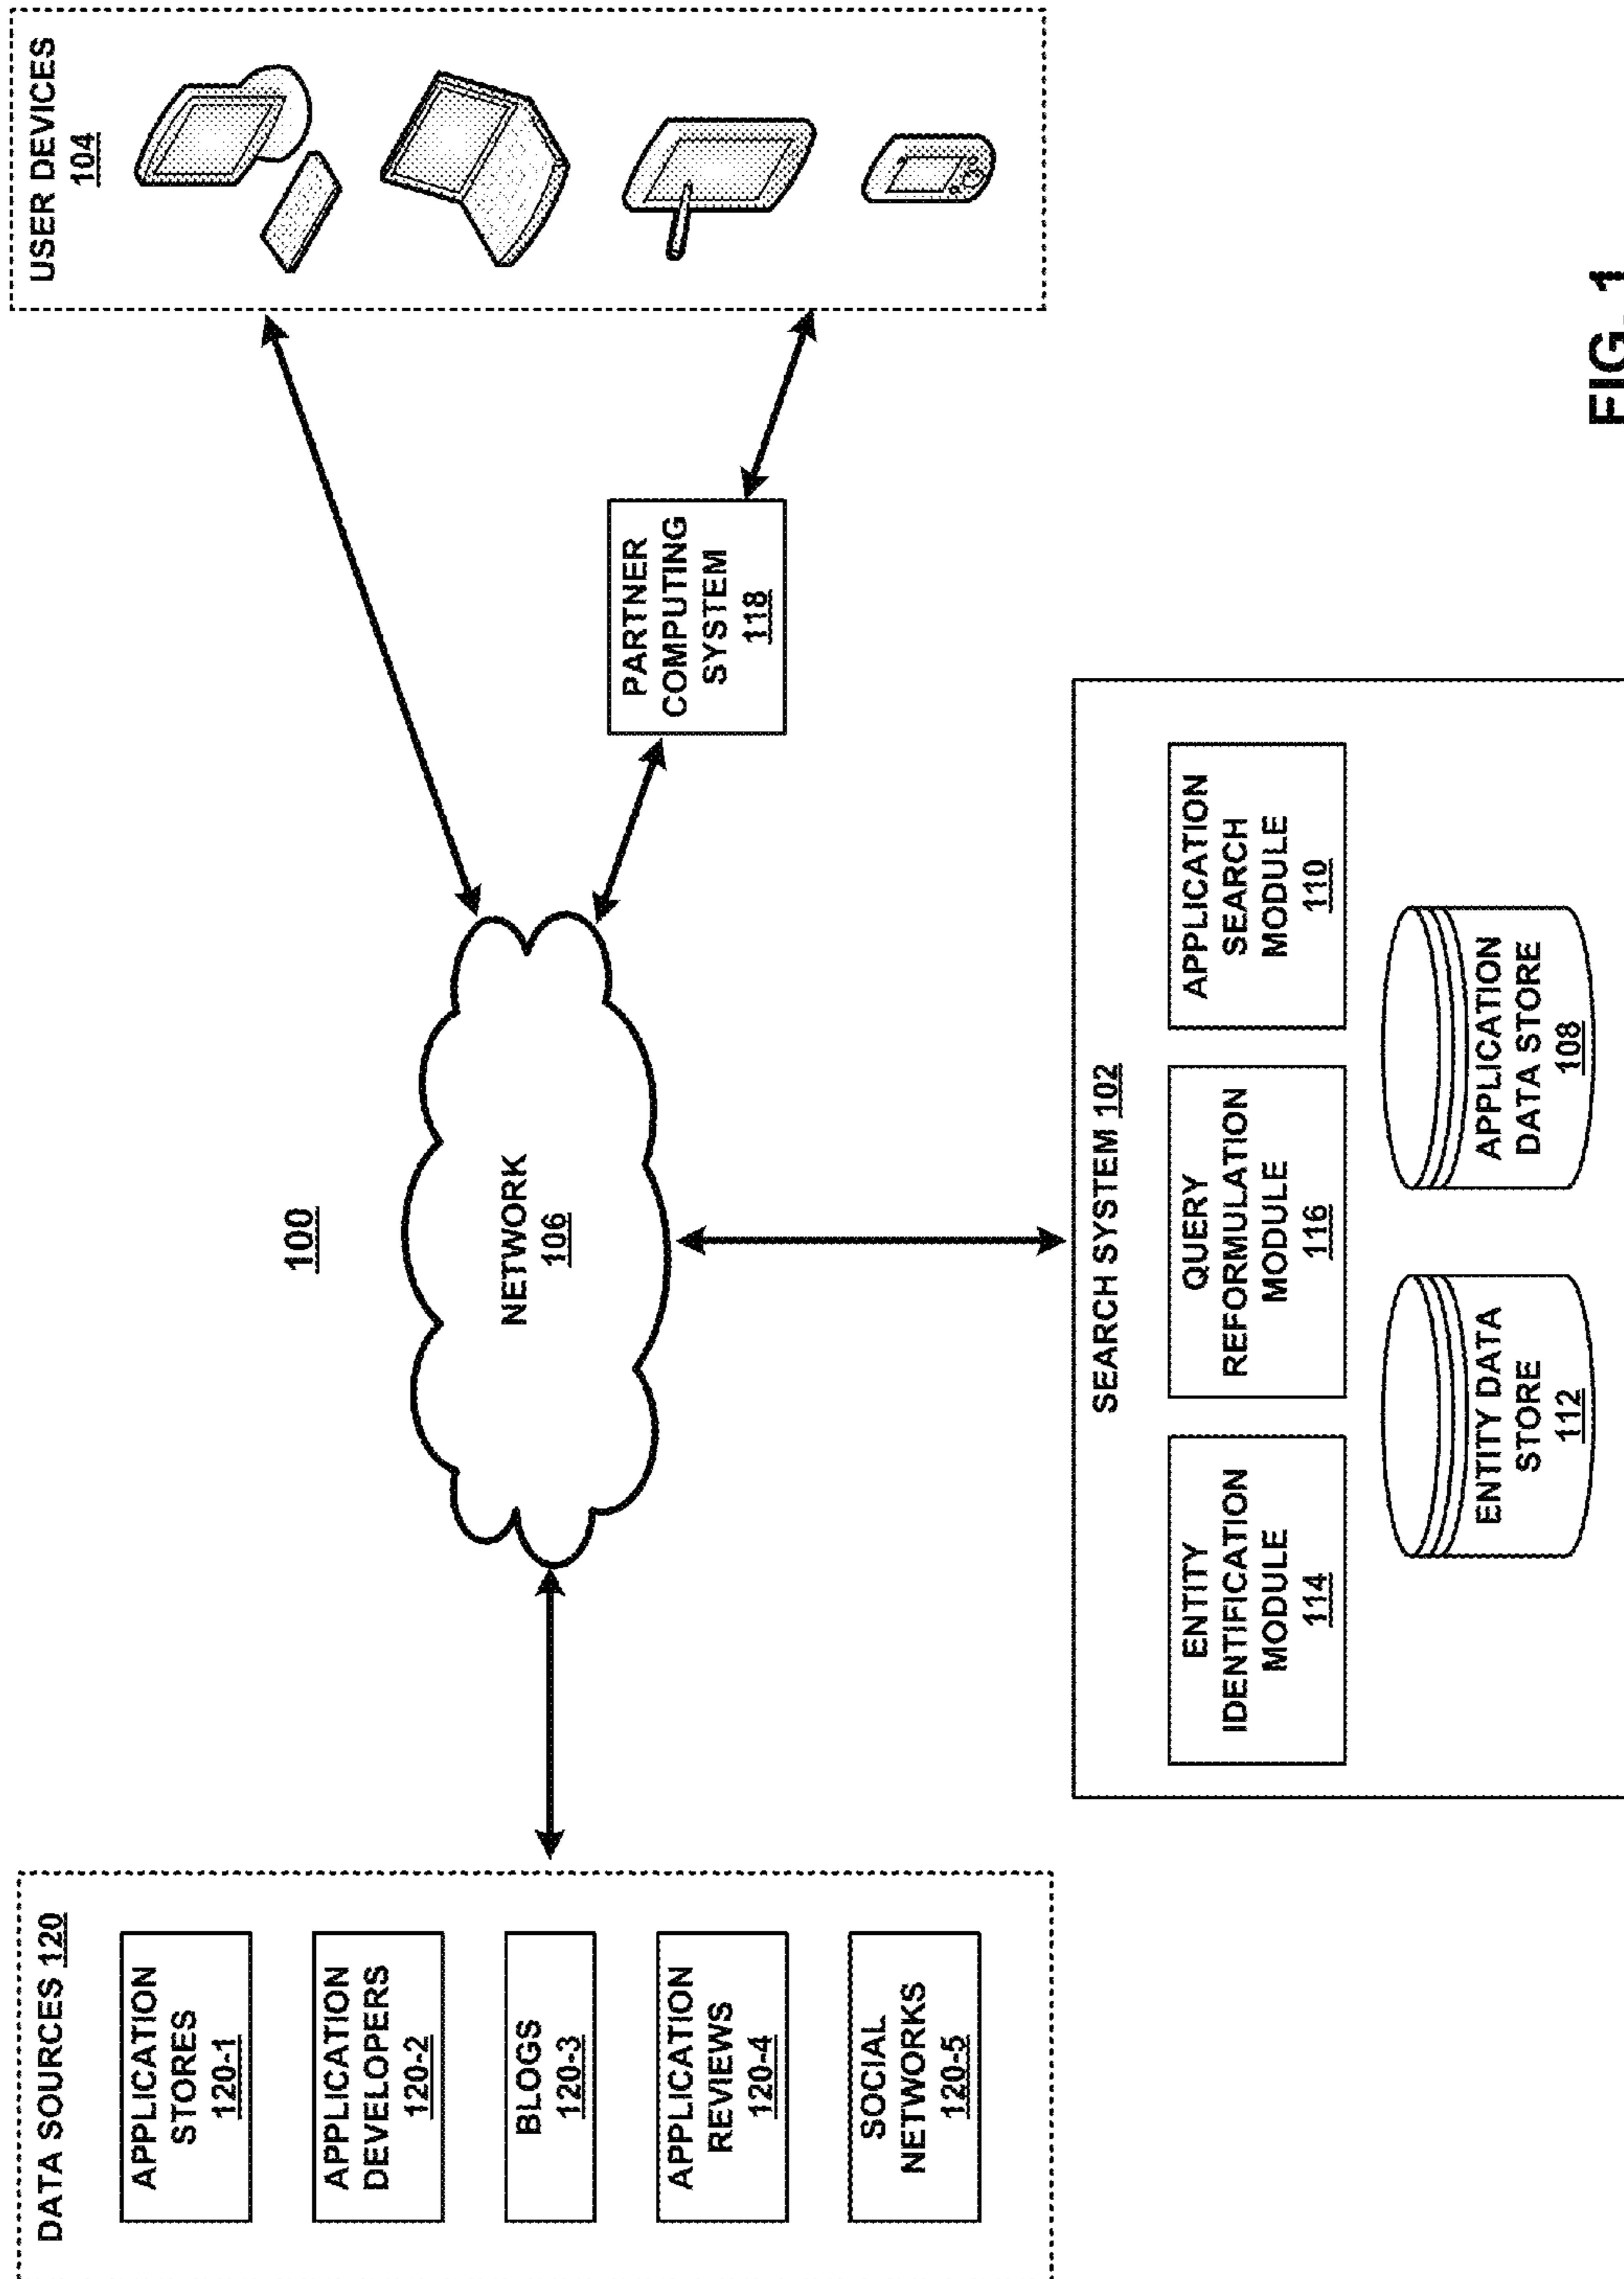 100
DATA SOURCES 120
APPLICATION
STORES
120-1
APPLICATION
DEVELOPERS
120-2
BLOGS
120-3
APPLICATION
REVIEWS
120-4
SOCIAL
NETWORKS
120-5
NETWORK
106
USER DEVICES
104
PARTNER
COMPUTING
SYSTEM
118
SEARCH SYSTEM 102
ENTITY
IDENTIFICATION
MODULE
114
QUERY
REFORMULATION
MODULE
116
APPLICATION
SEARCH
MODULE
110
ENTITY DATA
STORE
112
APPLICATION
DATA STORE
108
FIG. 1